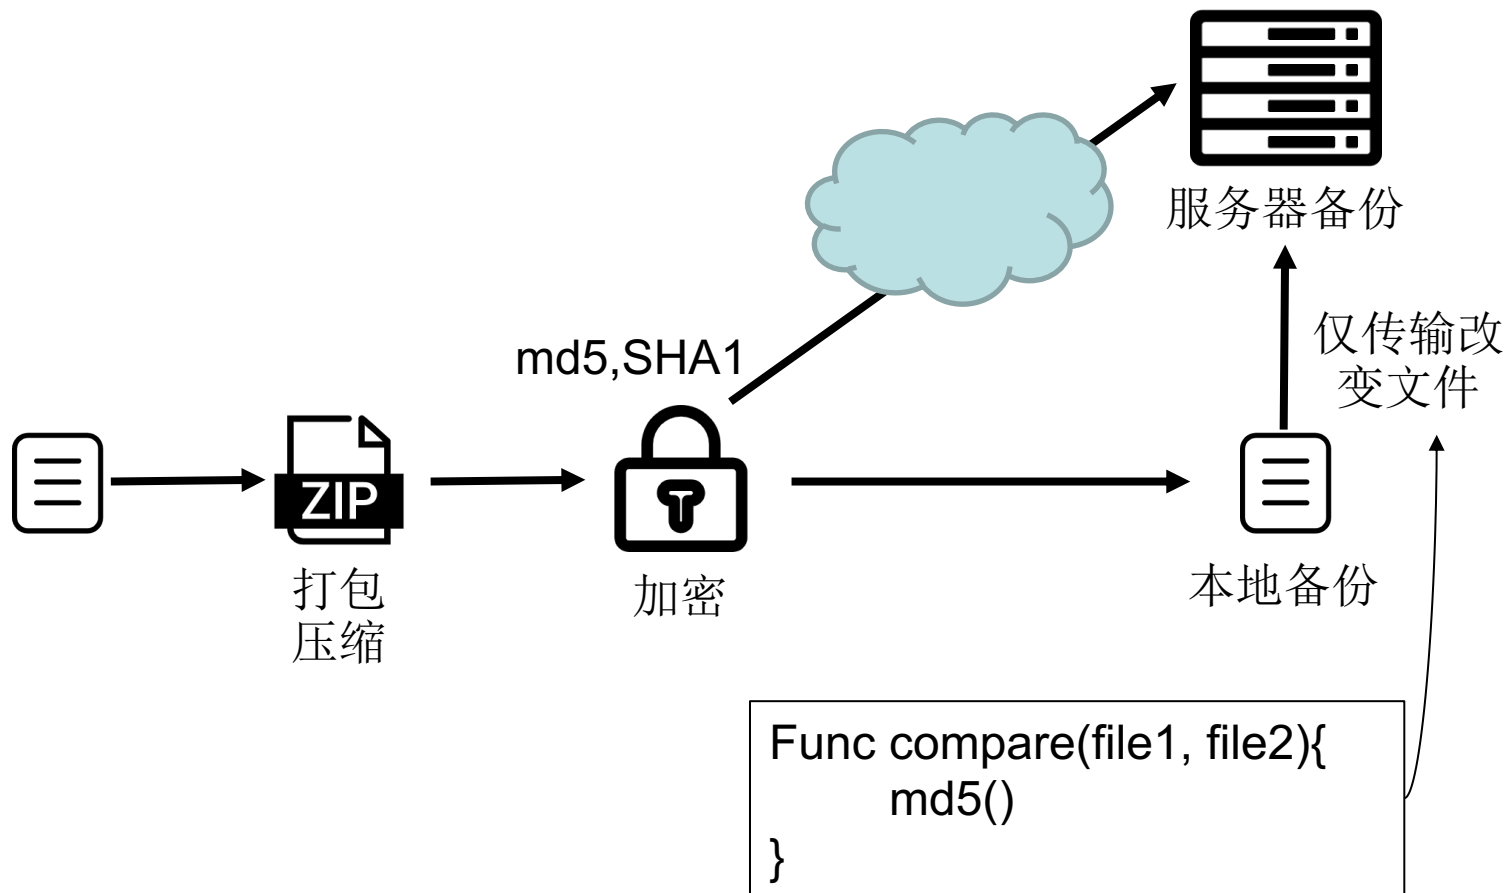 服务器备份
仅传输改
变文件
md5,SHA1
ZIP
打包
压缩
加密
本地备份
Func compare(file1, file2){
md5()
}